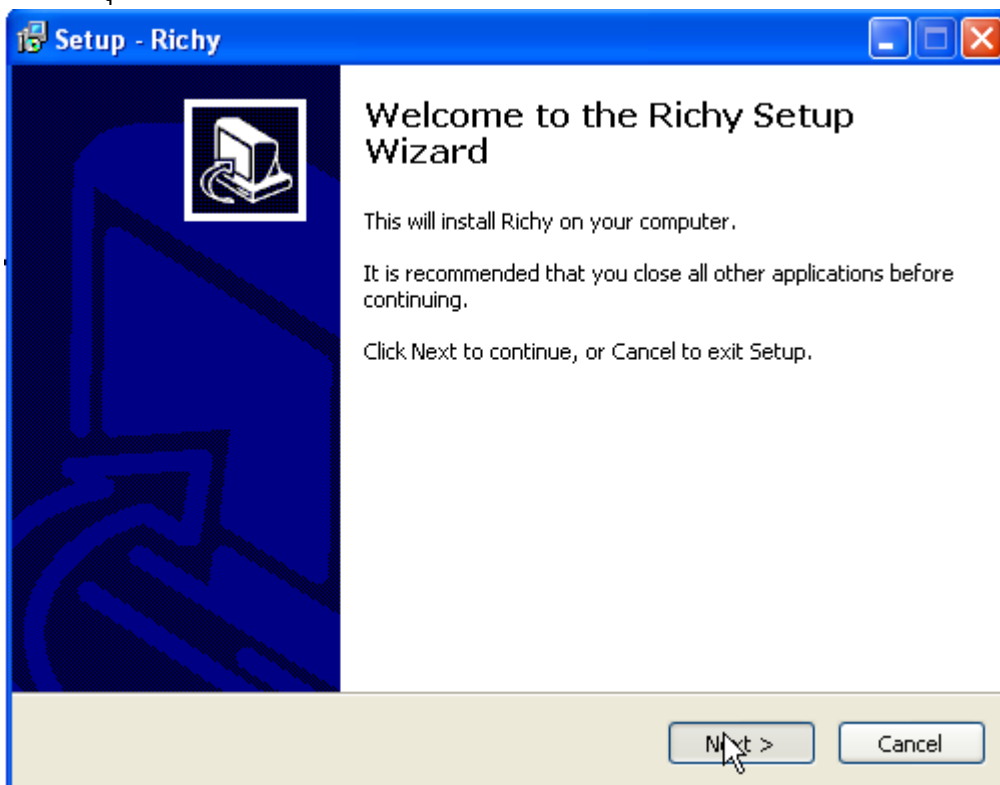 Setup - Richy
Welcome to the Richy Setup
Wizard
This will install Richy on your computer.
It is recommended that you close all other applications before
continuing.
Click Next to continue, or Cancel to exit Setup.
Next >
Cancel